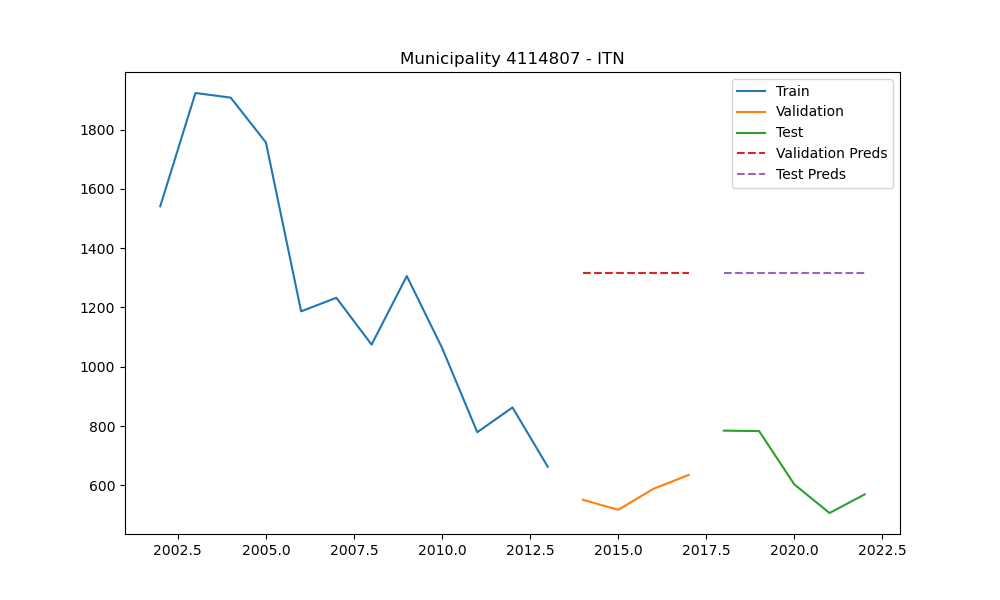 Municipality 4114807 - ITN
Train
Validation
Test
Validation Preds
Test Preds
1800
1600
1400
1200
1000
800
600
2002.5 2005.0 2007.5 2010.0 2012.5 2015.0 2017.5 2020.0 2022.5